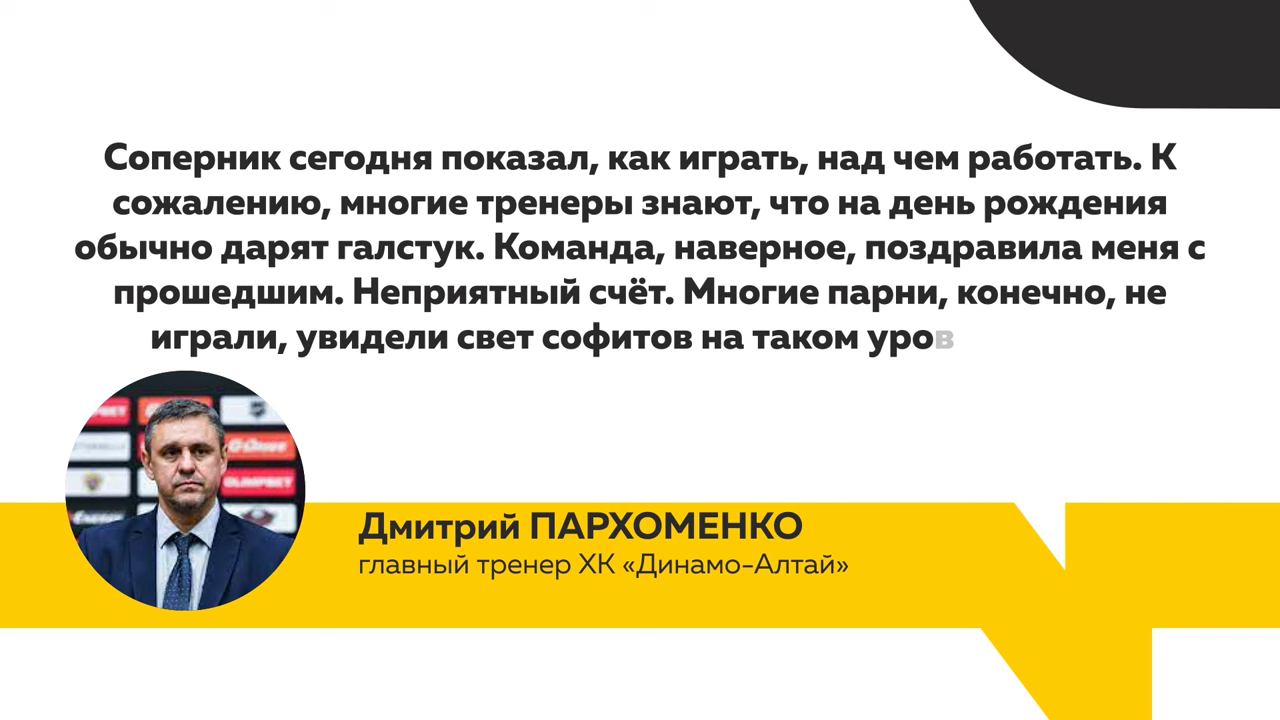 Соперник сегодня показал, как играть, над чем работать. К
сожалению, многие тренеры знают, что на день рождения
обычно дарят галстук. Команда, наверное, поздравила меня с
прошедшим. Неприятный счёт. Многие парни, конечно, не
играли, увидели свет софитов на таком уров
OLIMPBET
Дмитрий ПАРХОМЕНКО
главный тренер ХК «Динамо-Алтай»